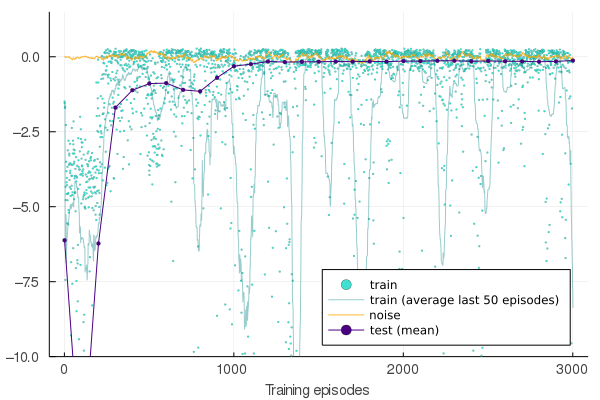 0.0
−2.5
−5.0
−7.5
−10.0
0
1000
2000
3000
Training episodes
train
train (average last 50 episodes)
noise
test (mean)